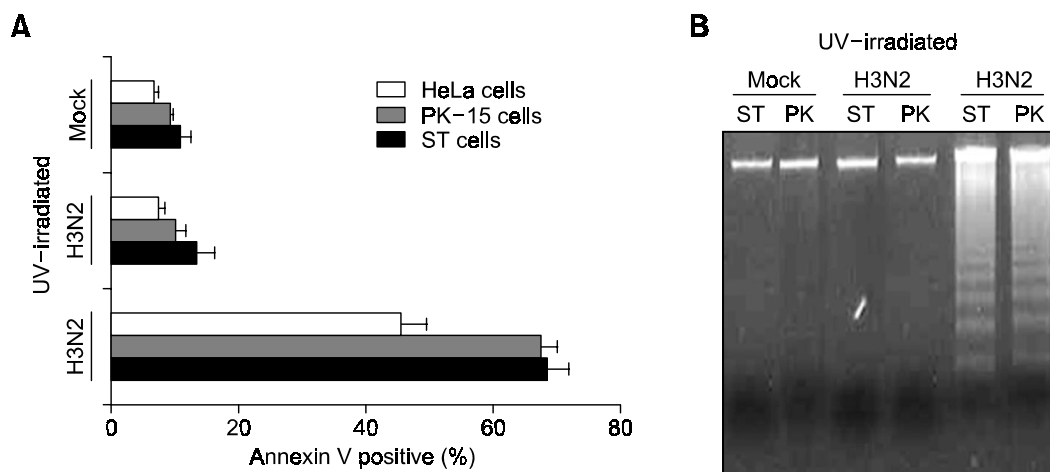 A
Mock
UV-irradiated
H3N2
H3N2
HeLa cells
PK-15 cells
ST cells
0 20 40 60 80
Annexin V positive (%)
B
UV-irradiated
Mock H3N2 H3N2
ST PK ST PK ST PK